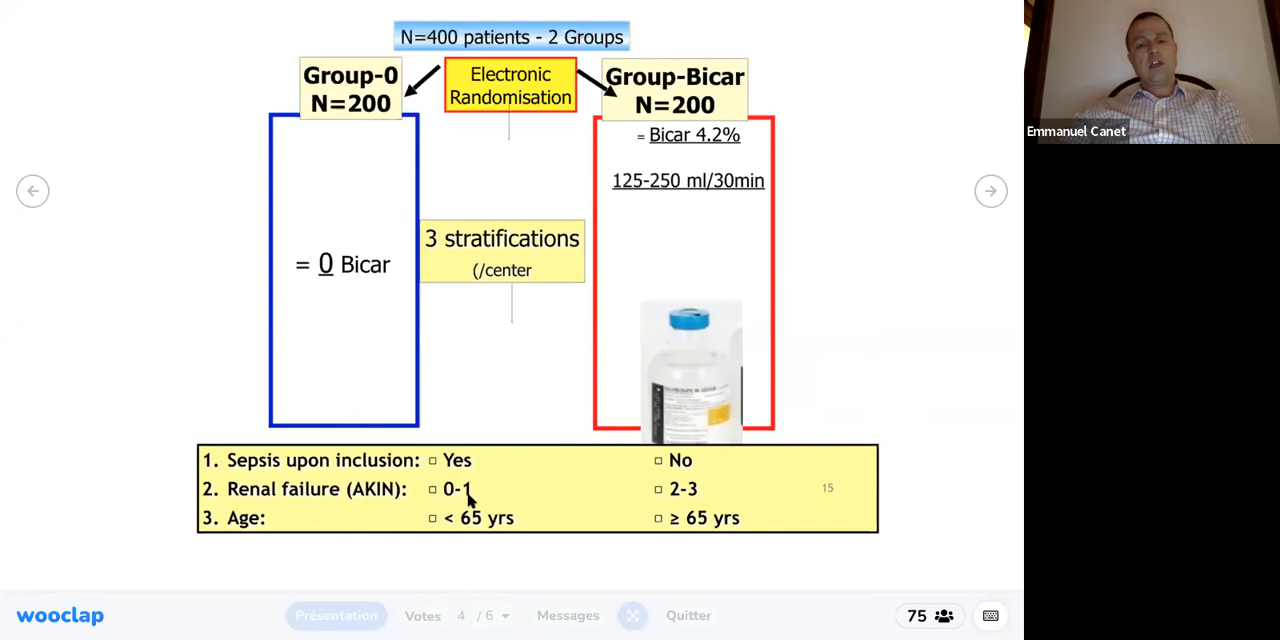 N=400 patients - 2 Groups
Group-0
N=200
Electronic
Randomisation
Group-Bicar
N=200
= Bicar 4.2%
125-250 ml/30min
3 stratifications
(/center
= 0 Bicar
1. Sepsis upon inclusion: Yes No
2. Renal failure (AKIN): 0-1 2-3
3. Age: < 65 yrs ≥ 65 yrs
15
Emmanuel Canet
wooclap
Présentation
Votes 4 / 6
Messages
Quitter
75